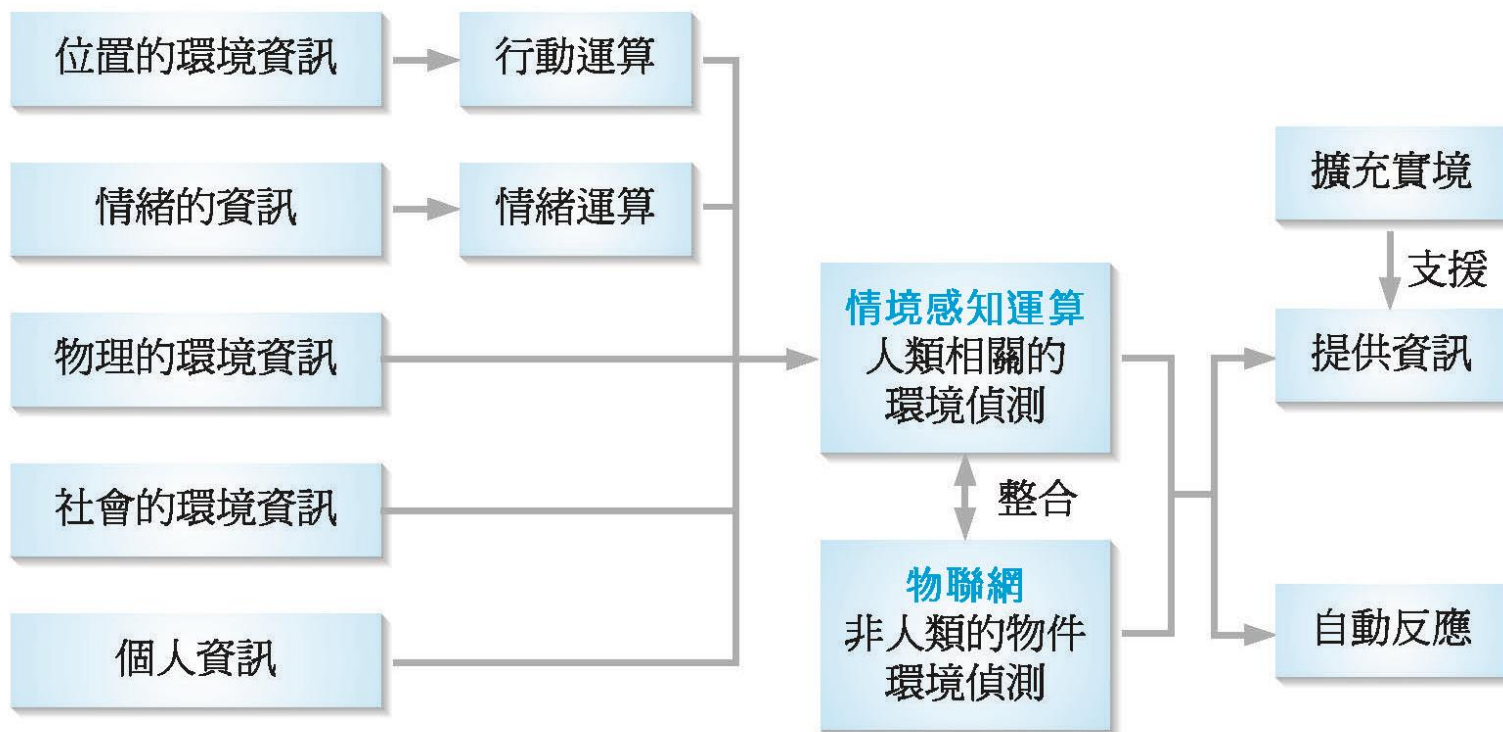 位置的環境資訊
行動運算
情緒的資訊
情緒運算
物理的環境資訊
社會的環境資訊
個人資訊
情境感知運算
人類相關的
環境偵測
整合
物聯網
非人類的物件
環境偵測
擴充實境
支援
提供資訊
自動反應